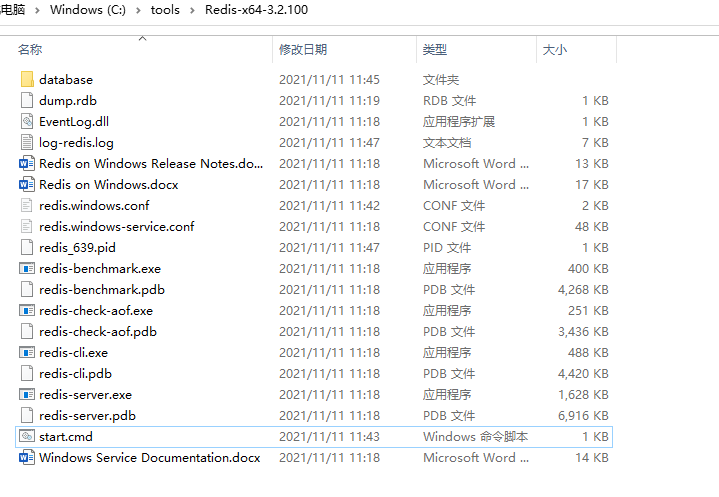 电脑 > Windows (C:) > tools > Redis-x64-3.2.100
名称 修改日期 类型 大小
database 2021/11/11 11:45 文件夹
dump.rdb 2021/11/11 11:19 RDB 文件 1 KB
EventLog.dll 2021/11/11 11:18 应用程序扩展 1 KB
log-redis.log 2021/11/11 11:47 文本文档 7 KB
Redis on Windows Release Notes.do... 2021/11/11 11:18 Microsoft Word ... 13 KB
Redis on Windows.docx 2021/11/11 11:18 Microsoft Word ... 17 KB
redis.windows.conf 2021/11/11 11:42 CONF 文件 2 KB
redis.windows-service.conf 2021/11/11 11:18 CONF 文件 48 KB
redis_639.pid 2021/11/11 11:47 PID 文件 1 KB
redis-benchmark.exe 2021/11/11 11:18 应用程序 400 KB
redis-benchmark.pdb 2021/11/11 11:18 PDB 文件 4,268 KB
redis-check-aof.exe 2021/11/11 11:18 应用程序 251 KB
redis-check-aof.pdb 2021/11/11 11:18 PDB 文件 3,436 KB
redis-cli.exe 2021/11/11 11:18 应用程序 488 KB
redis-cli.pdb 2021/11/11 11:18 PDB 文件 4,420 KB
redis-server.exe 2021/11/11 11:18 应用程序 1,628 KB
redis-server.pdb 2021/11/11 11:18 PDB 文件 6,916 KB
start.cmd 2021/11/11 11:43 Windows 命令脚本 1 KB
Windows Service Documentation.docx 2021/11/11 11:18 Microsoft Word ... 14 KB